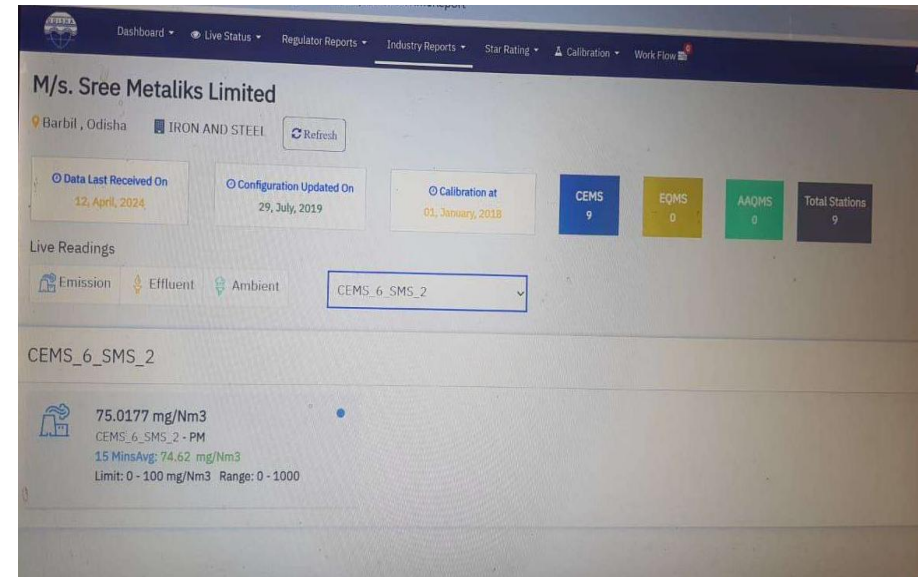 ODISHA
Dashboard Live Status Regulator Reports Industry Reports Star Rating Calibration Work Flow 0
M/s. Sree Metaliks Limited
Barbil , Odisha IRON AND STEEL Refresh
Data Last Received On
12, April, 2024
Configuration Updated On
29, July, 2019
Calibration at
01, January, 2018
CEMS
9
EQMS
0
AAQMS
0
Total Stations
9
Live Readings
Emission Effluent Ambient CEMS_6_SMS_2
CEMS_6_SMS_2
75.0177 mg/Nm3
CEMS_6_SMS_2 - PM
15 MinsAvg: 74.62 mg/Nm3
Limit: 0 - 100 mg/Nm3 Range: 0 - 1000